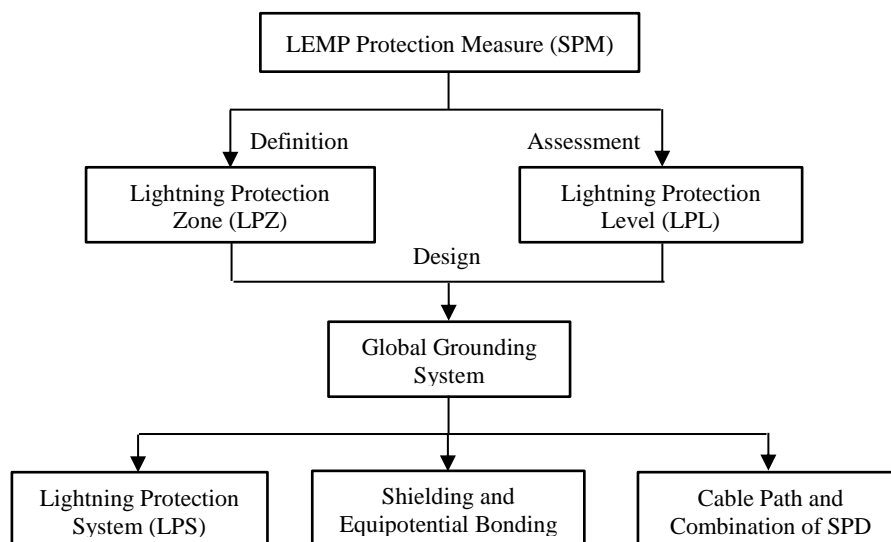 LEMP Protection Measure (SPM)
Definition
Assessment
Lightning Protection
Zone (LPZ)
Lightning Protection
Level (LPL)
Design
Global Grounding
System
Lightning Protection
System (LPS)
Shielding and
Equipotential Bonding
Cable Path and
Combination of SPD